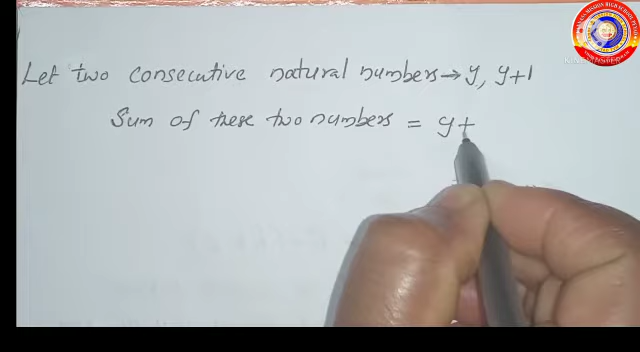 Let two consecutive natural numbers → y, y+1
Sum of these two numbers = y+